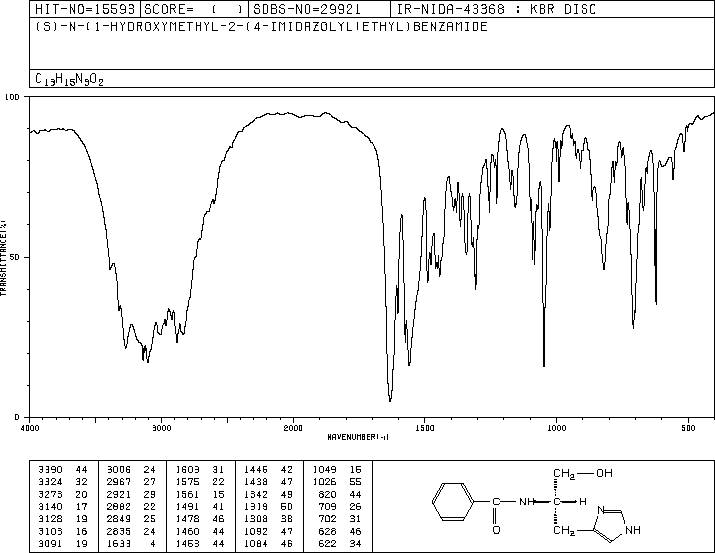 HIT-NO=15593 SCORE= ( ) SDBS-NO=29921 IR-NIDA-43368 : KBR DISC
(S)-N-(1-HYDROXYMETHYL-2-(4-IMIDAZOLYL)ETHYL)BENZAMIDE
C13H15N3O2
100
50
0
TRANSMITTANCE(%)
4000 3000 2000 1500 1000 500
WAVENUMBER(-1)
3390 44 3006 24 1603 31 1446 42 1049 15
3324 32 2967 27 1575 22 1438 47 1026 55
3273 20 2921 29 1561 15 1342 49 820 44
3140 17 2882 22 1491 41 1319 50 709 26
3128 19 2849 25 1478 46 1308 38 702 31
3103 16 2835 24 1460 44 1092 47 628 46
3091 19 1633 4 1453 44 1084 46 622 34
CH2 OH
C NH C H
O CH2 N
NH